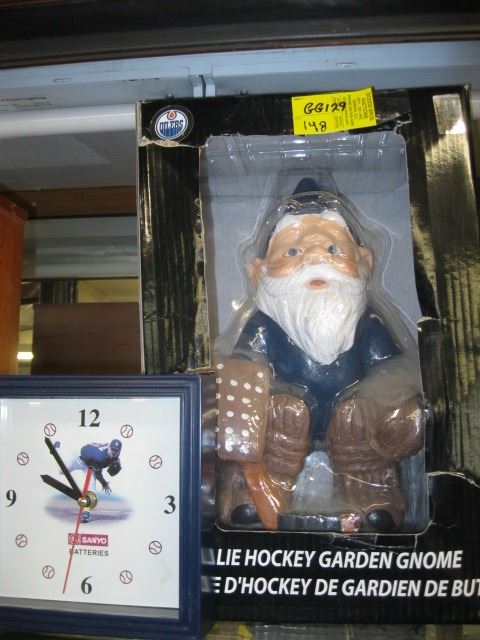 OILERS
GG129
148
12
9
3
SANYO
BATTERIES
6
LIE HOCKEY GARDEN GNOME
E D'HOCKEY DE GARDIEN DE BUT